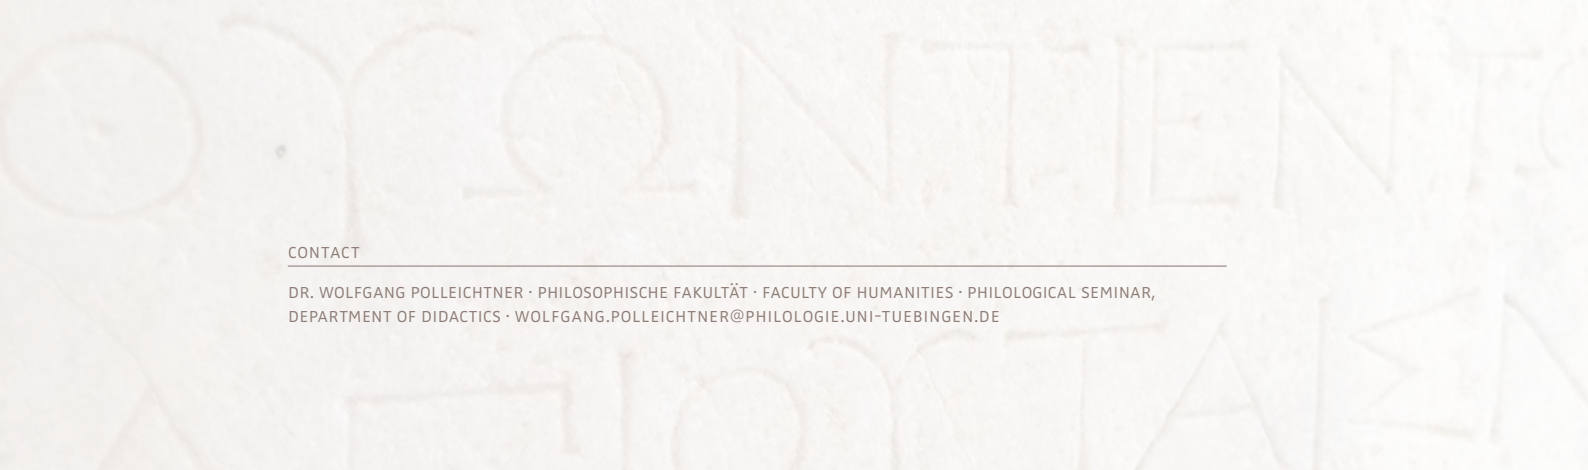 CONTACT
DR. WOLFGANG POLLEICHTNER · PHILOSOPHISCHE FAKULTÄT · FACULTY OF HUMANITIES · PHILOLOGICAL SEMINAR,
DEPARTMENT OF DIDACTICS · WOLFGANG.POLLEICHTNER@PHILOLOGIE.UNI-TUEBINGEN.DE